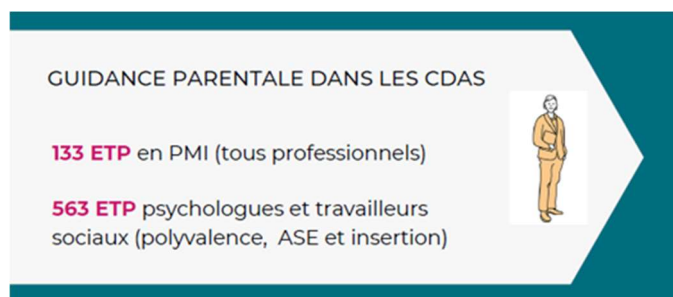 GUIDANCE PARENTALE DANS LES CDAS
133 ETP en PMI (tous professionnels)
563 ETP psychologues et travailleurs
sociaux (polyvalence, ASE et insertion)